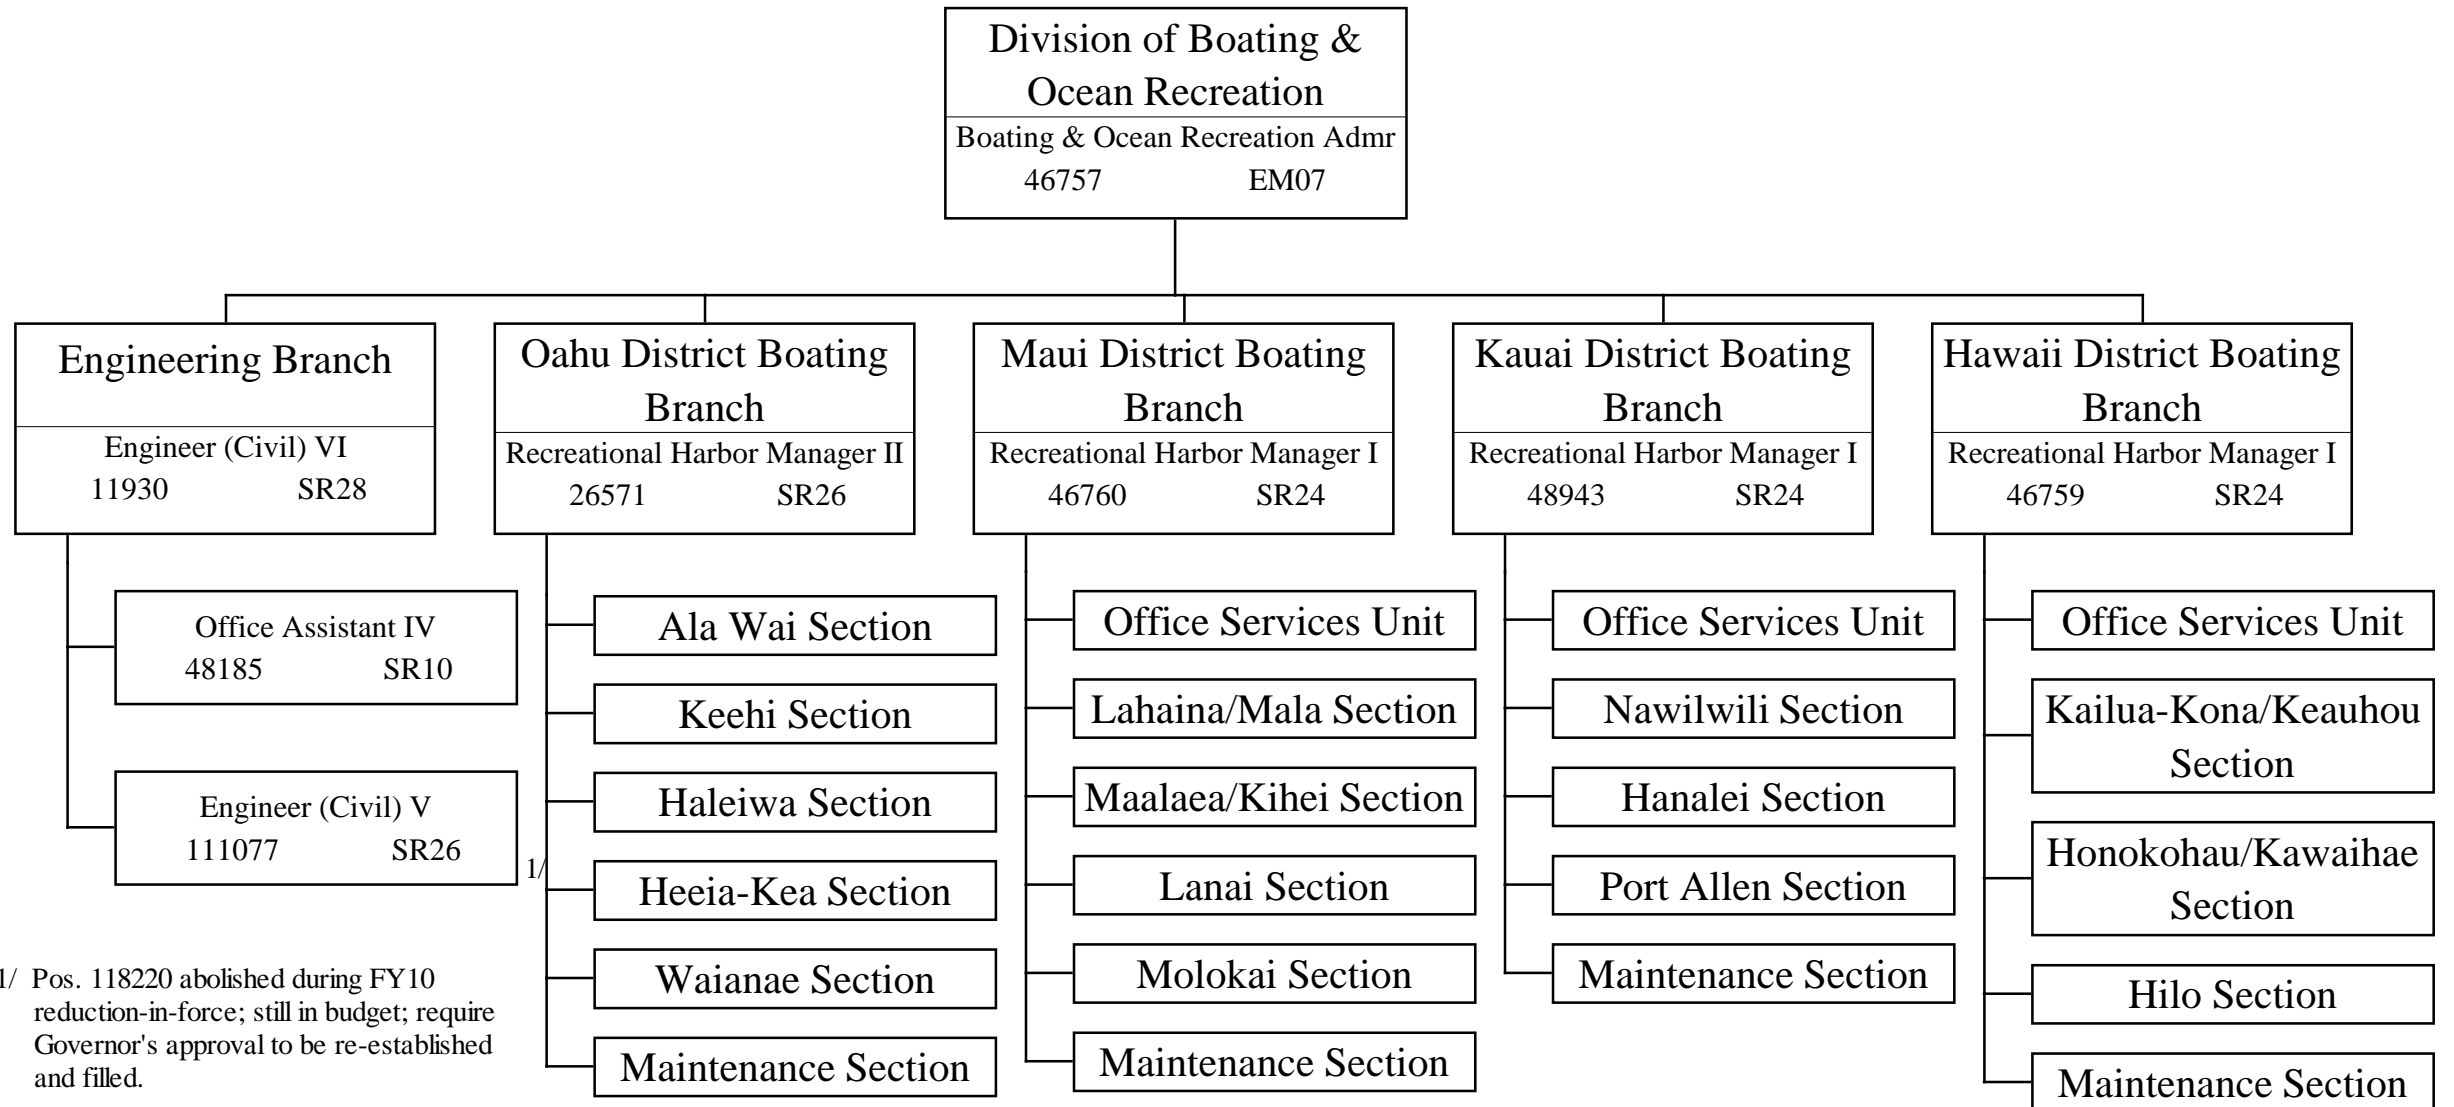 Division of Boating &
Ocean Recreation
Boating & Ocean Recreation Admr
46757 EM07
Engineering Branch
Engineer (Civil) VI
11930 SR28
Office Assistant IV
48185 SR10
Engineer (Civil) V
111077 SR26
1/
1/ Pos. 118220 abolished during FY10
reduction-in-force; still in budget; require
Governor's approval to be re-established
and filled.
Oahu District Boating
Branch
Recreational Harbor Manager II
26571 SR26
Ala Wai Section
Keehi Section
Haleiwa Section
Heeia-Kea Section
Waianae Section
Maintenance Section
Maui District Boating
Branch
Recreational Harbor Manager I
46760 SR24
Office Services Unit
Lahaina/Mala Section
Maalaea/Kihei Section
Lanai Section
Molokai Section
Maintenance Section
Kauai District Boating
Branch
Recreational Harbor Manager I
48943 SR24
Office Services Unit
Nawilwili Section
Hanalei Section
Port Allen Section
Maintenance Section
Hawaii District Boating
Branch
Recreational Harbor Manager I
46759 SR24
Office Services Unit
Kailua-Kona/Keauhou
Section
Honokohau/Kawaihae
Section
Hilo Section
Maintenance Section